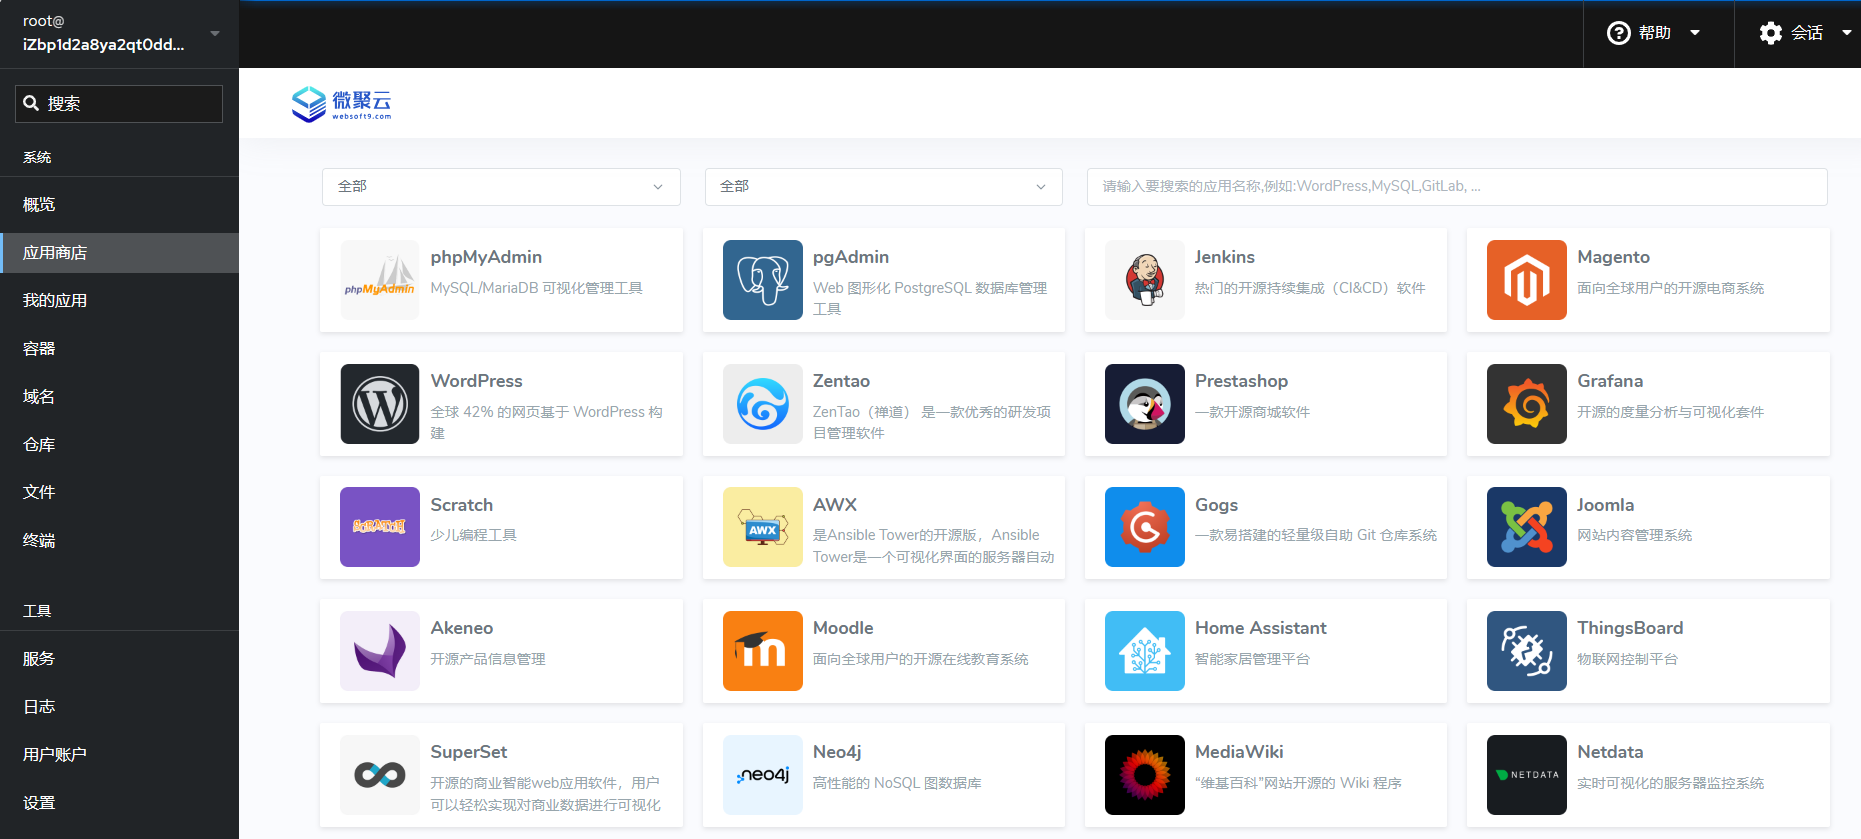 root@
iZbp1d2a8ya2qt0dd...
帮助
会话
搜索
系统
概览
应用商店
我的应用
容器
域名
仓库
文件
终端
工具
服务
日志
用户账户
设置
微聚云
websoft9.com
全部
全部
请输入要搜索的应用名称,例如:WordPress,MySQL,GitLab, ...
phpMyAdmin
phpMyAdmin
MySQL/MariaDB 可视化管理工具
pgAdmin
Web 图形化 PostgreSQL 数据库管理
工具
Jenkins
热门的开源持续集成（CI&CD）软件
Magento
面向全球用户的开源电商系统
WordPress
全球 42% 的网页基于 WordPress 构
建
Zentao
ZenTao（禅道） 是一款优秀的研发项
目管理软件
Prestashop
一款开源商城软件
Grafana
开源的度量分析与可视化套件
SCRATCH
Scratch
少儿编程工具
AWX
AWX
是Ansible Tower的开源版，Ansible
Tower是一个可视化界面的服务器自动
Gogs
一款易搭建的轻量级自助 Git 仓库系统
Joomla
网站内容管理系统
Akeneo
开源产品信息管理
m
Moodle
面向全球用户的开源在线教育系统
Home Assistant
智能家居管理平台
ThingsBoard
物联网控制平台
SuperSet
开源的商业智能web应用软件，用户
可以轻松实现对商业数据进行可视化
neo4j
Neo4j
高性能的 NoSQL 图数据库
MediaWiki
“维基百科”网站开源的 Wiki 程序
NETDATA
Netdata
实时可视化的服务器监控系统